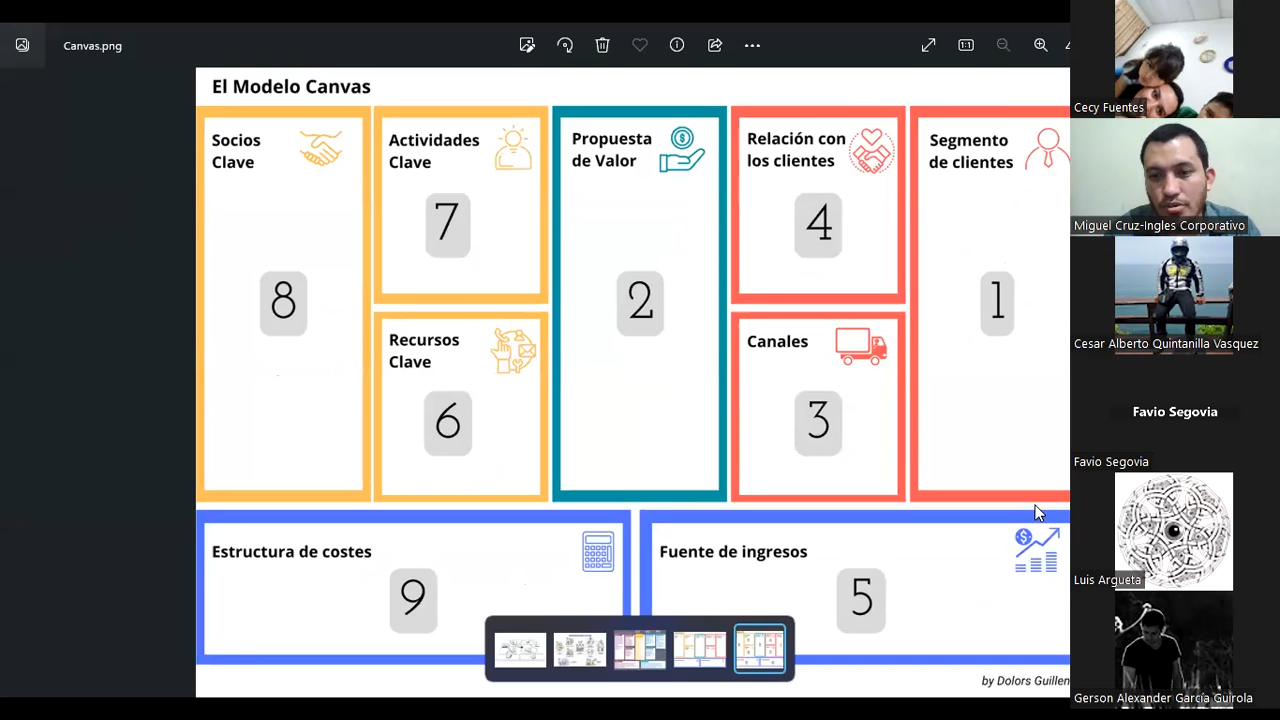 Canvas.png
1:1
El Modelo Canvas
Socios
Clave
8
Actividades
Clave
7
Recursos
Clave
6
Propuesta
de Valor
2
Relación con
los clientes
4
Canales
3
Segmento
de clientes
1
Estructura de costes
9
Fuente de ingresos
5
by Dolors Guillen
Cecy Fuentes
Miguel Cruz-Ingles Corporativo
Cesar Alberto Quintanilla Vasquez
Favio Segovia
Favio Segovia
Luis Argueta
Gerson Alexander García Guirola